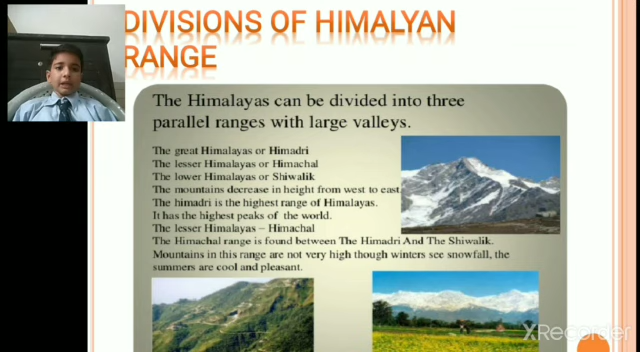 DIVISIONS OF HIMALYAN
RANGE
The Himalayas can be divided into three
parallel ranges with large valleys.
The great Himalayas or Himadri
The lesser Himalayas or Himachal
The lower Himalayas or Shiwalik
The mountains decrease in height from west to east.
The himadri is the highest range of Himalayas.
It has the highest peaks of the world.
The lesser Himalayas – Himachal
The Himachal range is found between The Himadri And The Shiwalik.
Mountains in this range are not very high though winters see snowfall, the
summers are cool and pleasant.
XRecorder